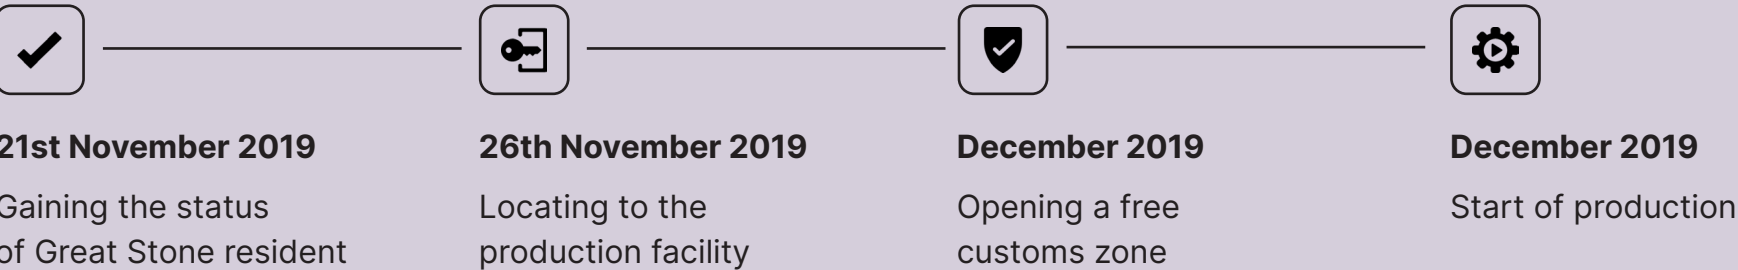 21st November 2019
Gaining the status
of Great Stone resident
26th November 2019
Locating to the
production facility
December 2019
Opening a free
customs zone
December 2019
Start of production